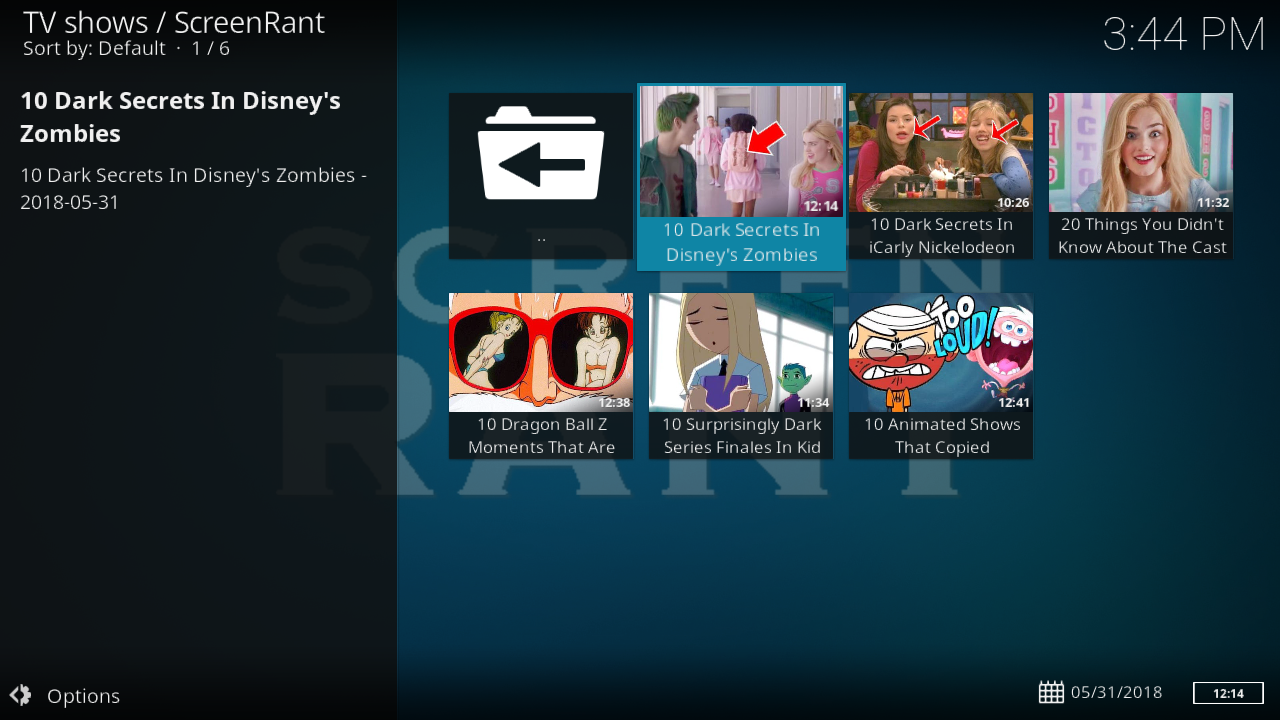 TV shows / ScreenRant
Sort by: Default · 1 / 6
3:44 PM
10 Dark Secrets In Disney's
Zombies
10 Dark Secrets In Disney's Zombies -
2018-05-31
SCREEN
RANT
..
12:14
10 Dark Secrets In
Disney's Zombies
10:26
10 Dark Secrets In
iCarly Nickelodeon
11:32
20 Things You Didn't
Know About The Cast
12:38
10 Dragon Ball Z
Moments That Are
11:34
10 Surprisingly Dark
Series Finales In Kid
TOO
LOUD!
12:41
10 Animated Shows
That Copied
Options
05/31/2018
12:14